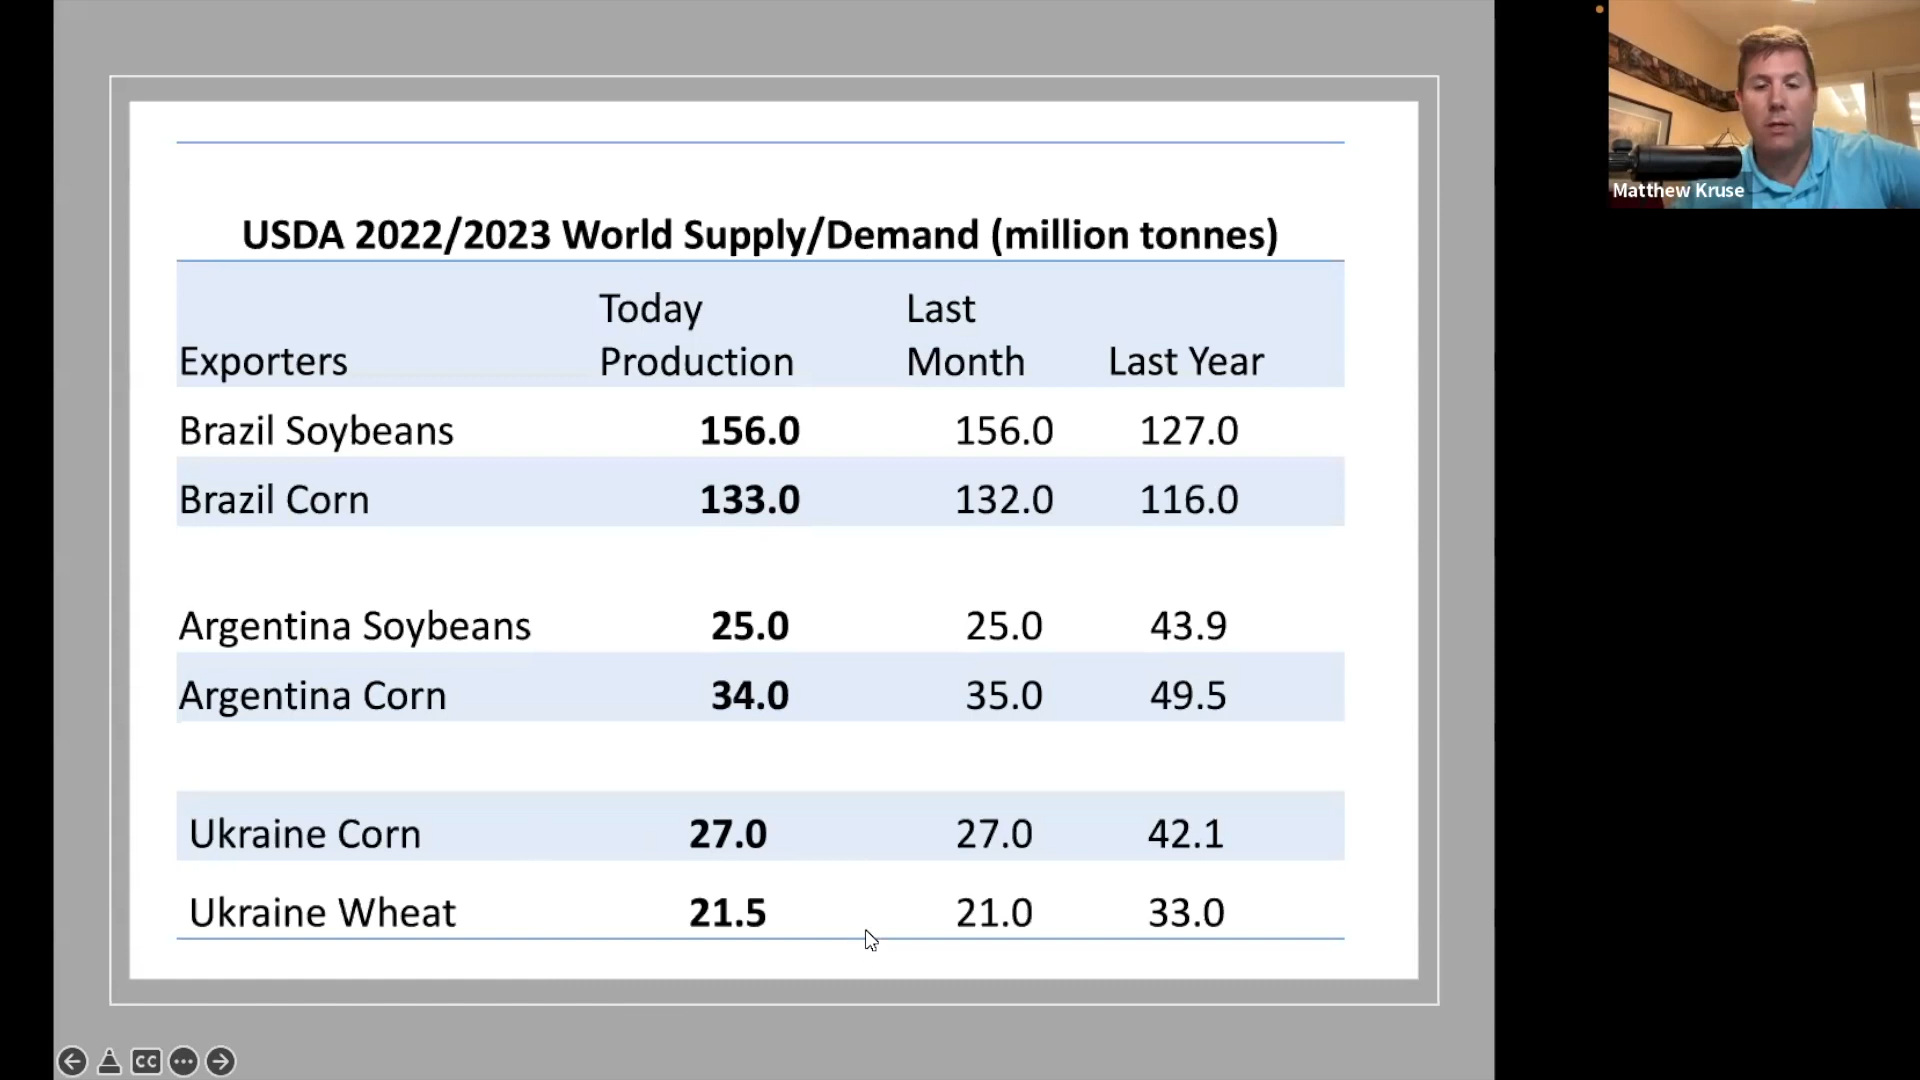 USDA 2022/2023 World Supply/Demand (million tonnes)
Exporters Today Production Last Month Last Year
Brazil Soybeans 156.0 156.0 127.0
Brazil Corn 133.0 132.0 116.0
Argentina Soybeans 25.0 25.0 43.9
Argentina Corn 34.0 35.0 49.5
Ukraine Corn 27.0 27.0 42.1
Ukraine Wheat 21.5 21.0 33.0
Matthew Kruse
CC